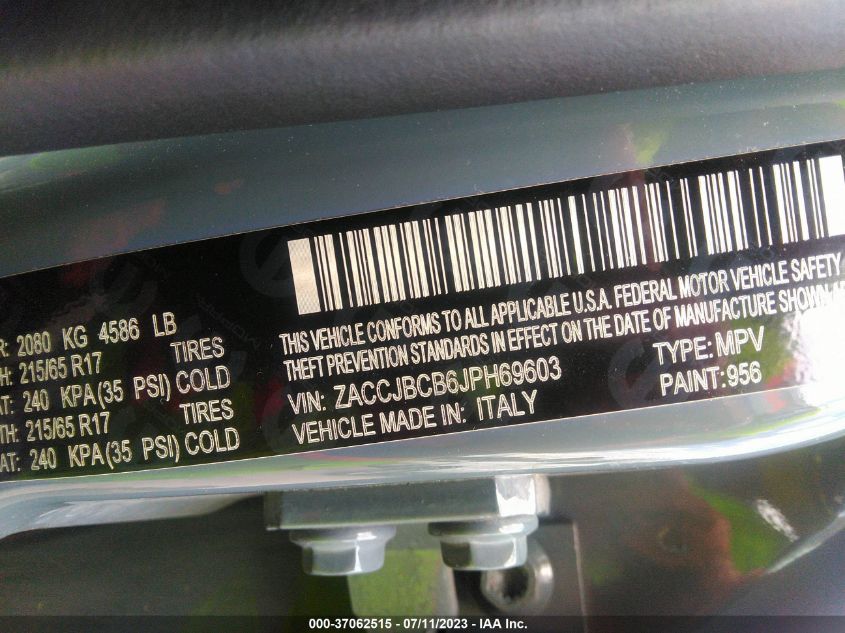 R: 2080 KG 4586 LB
H: 215/65 R17 TIRES
AT: 240 KPA(35 PSI) COLD
TH: 215/65 R17 TIRES
AT: 240 KPA(35 PSI) COLD
THIS VEHICLE CONFORMS TO ALL APPLICABLE U.S.A. FEDERAL MOTOR VEHICLE SAFETY
THEFT PREVENTION STANDARDS IN EFFECT ON THE DATE OF MANUFACTURE SHOWN
VIN: ZACCJBCB6JPH69603 TYPE: MPV
VEHICLE MADE IN: ITALY PAINT: 956
000-37062515 - 07/11/2023 - IAA Inc.